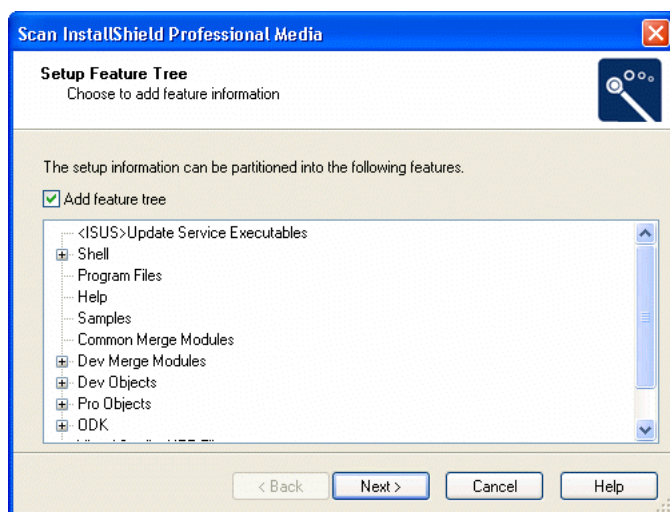 Scan InstallShield Professional Media
Setup Feature Tree
Choose to add feature information
The setup information can be partitioned into the following features.
Add feature tree
<ISUS>Update Service Executables
Shell
Program Files
Help
Samples
Common Merge Modules
Dev Merge Modules
Dev Objects
Pro Objects
ODK
< Back Next > Cancel Help